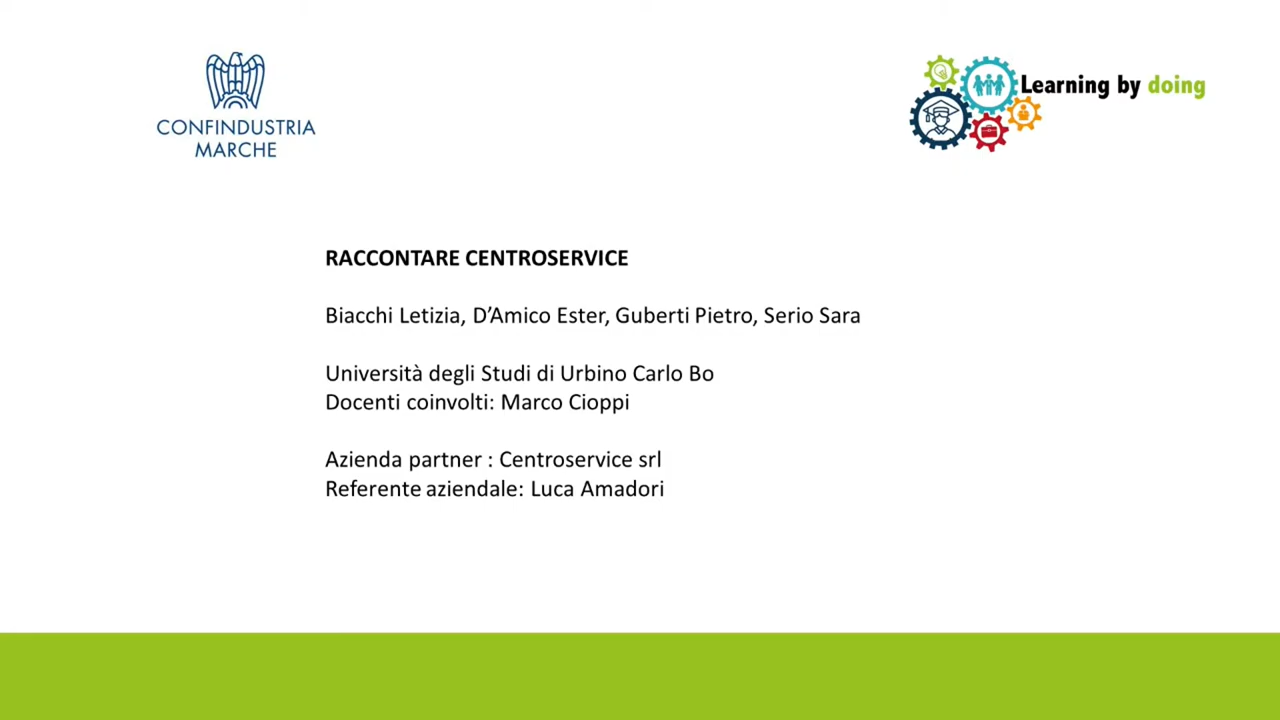 CONFINDUSTRIA
MARCHE
Learning by doing
RACCONTARE CENTROSERVICE
Biacchi Letizia, D’Amico Ester, Guberti Pietro, Serio Sara
Università degli Studi di Urbino Carlo Bo
Docenti coinvolti: Marco Cioppi
Azienda partner : Centroservice srl
Referente aziendale: Luca Amadori